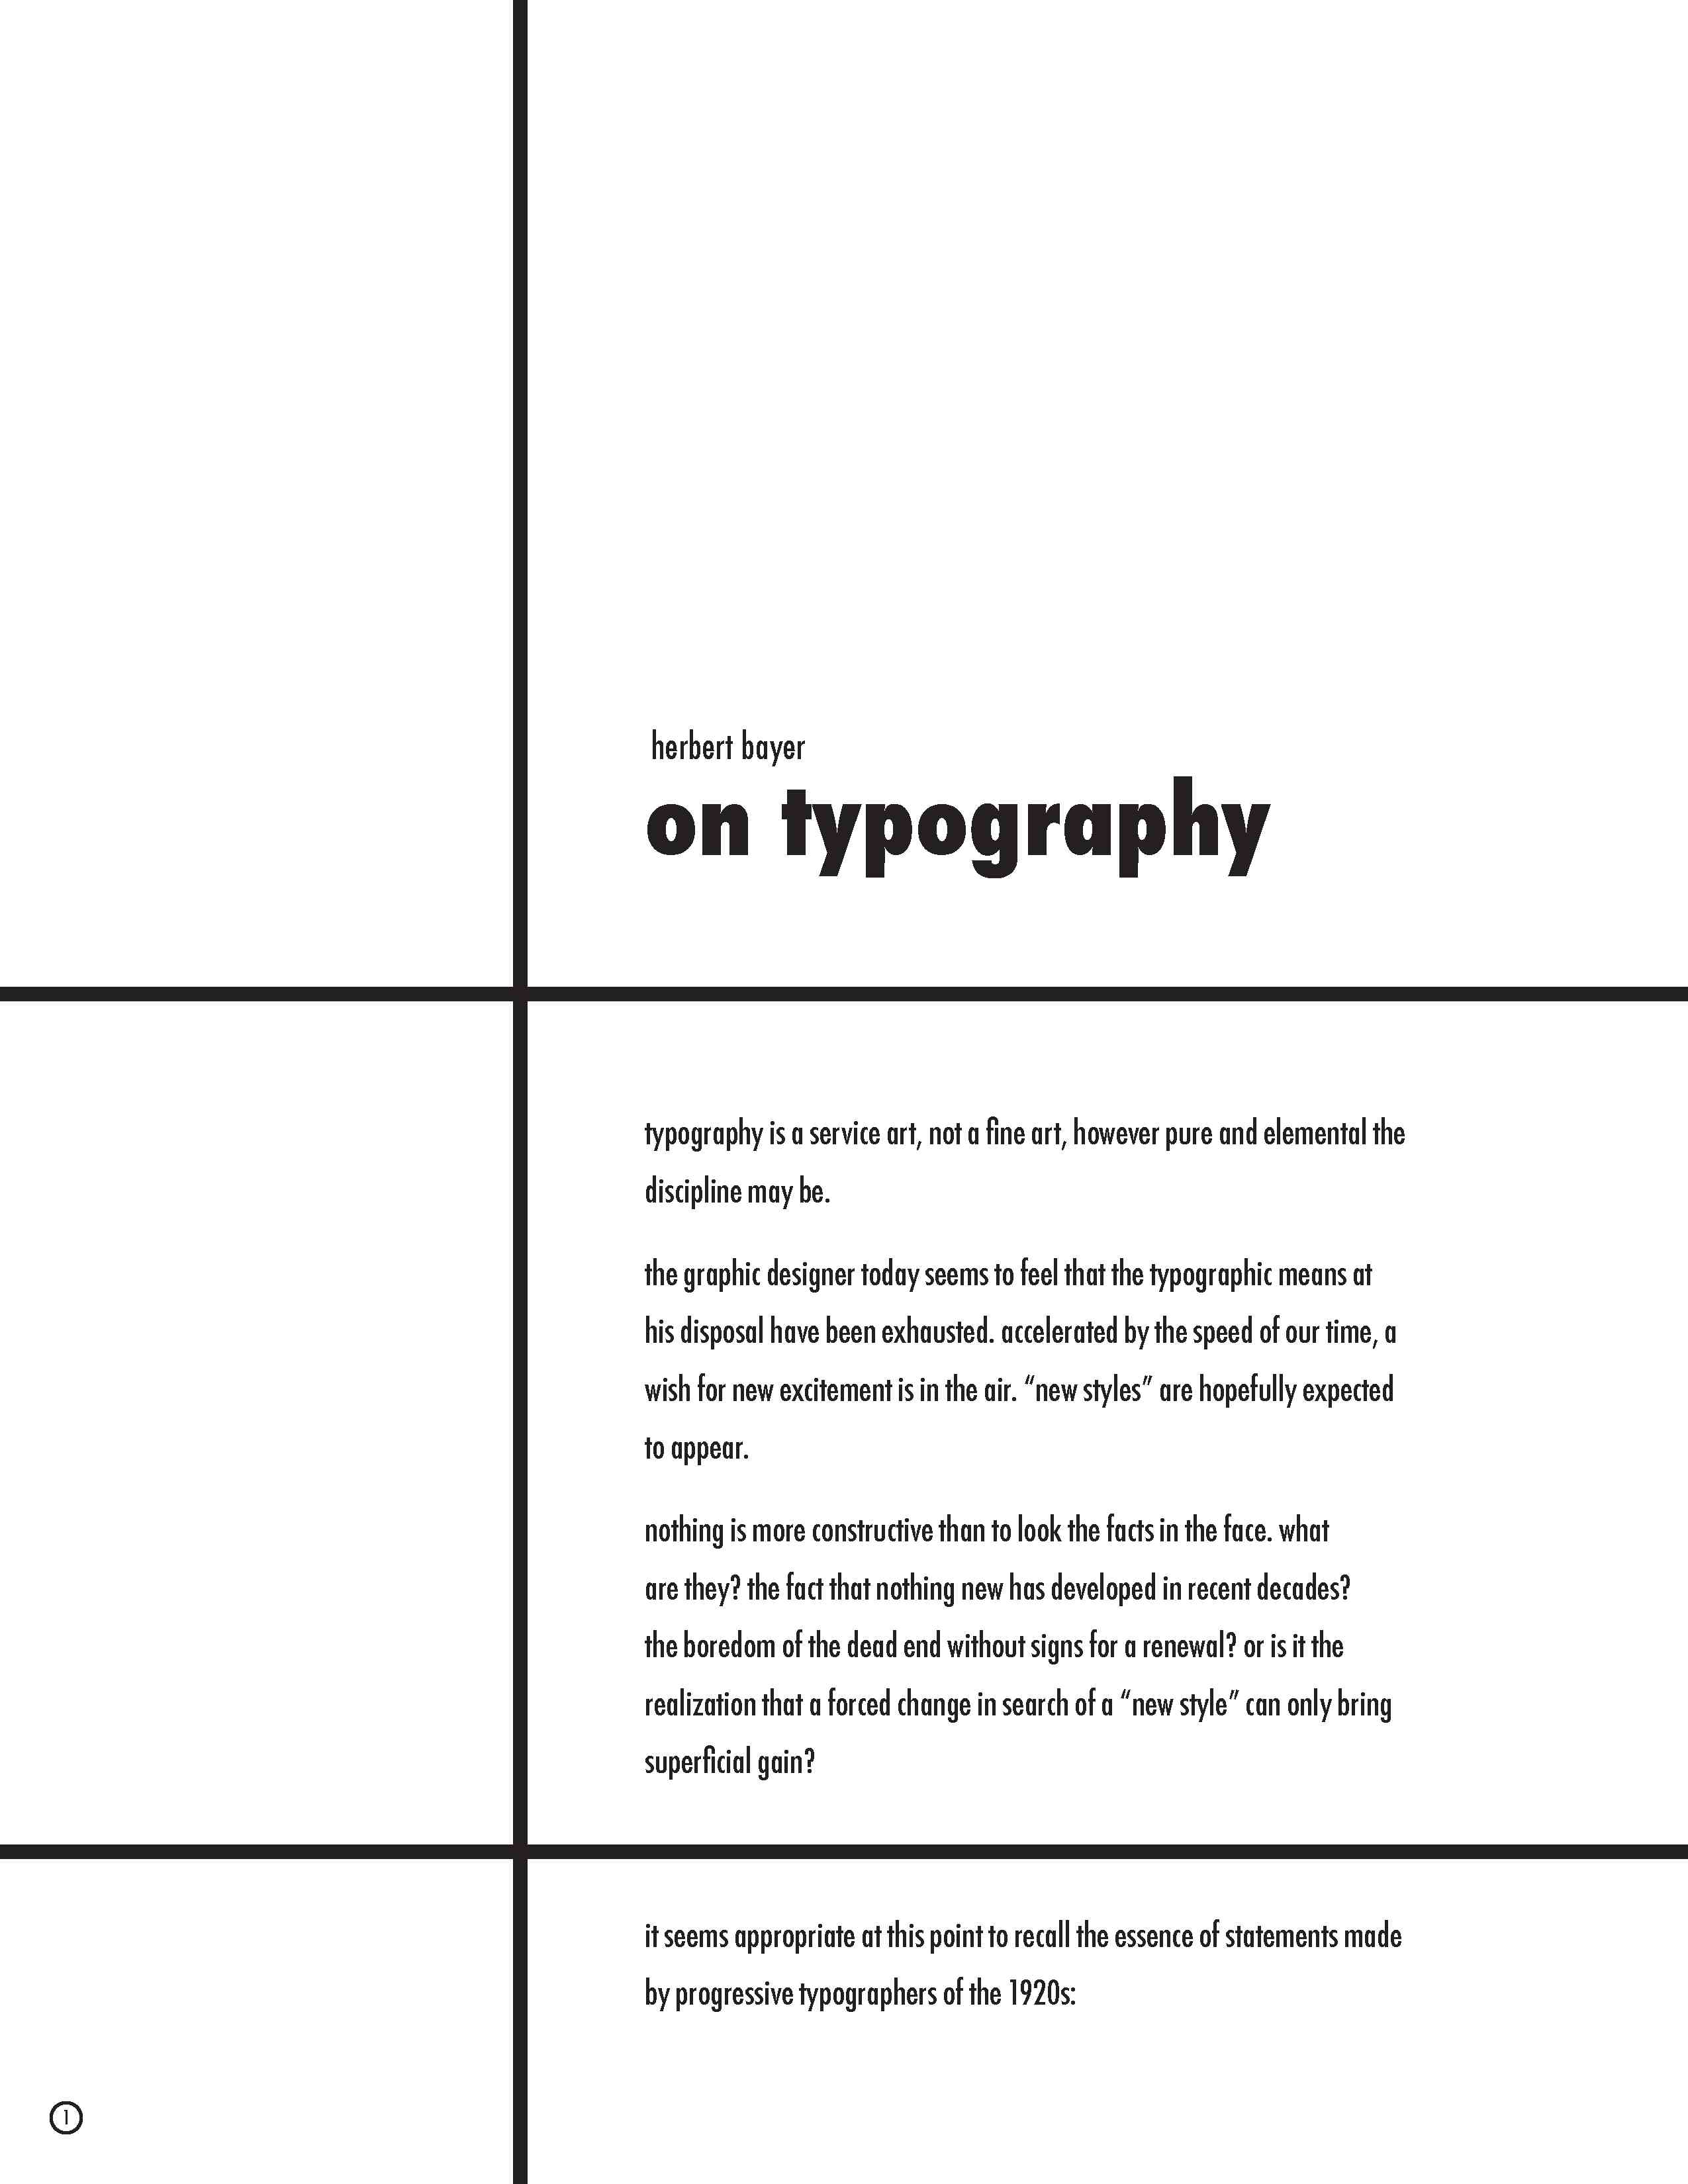 herbert bayer
on typography
typography is a service art, not a fine art, however pure and elemental the
discipline may be.
the graphic designer today seems to feel that the typographic means at
his disposal have been exhausted. accelerated by the speed of our time, a
wish for new excitement is in the air. “new styles” are hopefully expected
to appear.
nothing is more constructive than to look the facts in the face. what
are they? the fact that nothing new has developed in recent decades?
the boredom of the dead end without signs for a renewal? or is it the
realization that a forced change in search of a “new style” can only bring
superficial gain?
it seems appropriate at this point to recall the essence of statements made
by progressive typographers of the 1920s:
1